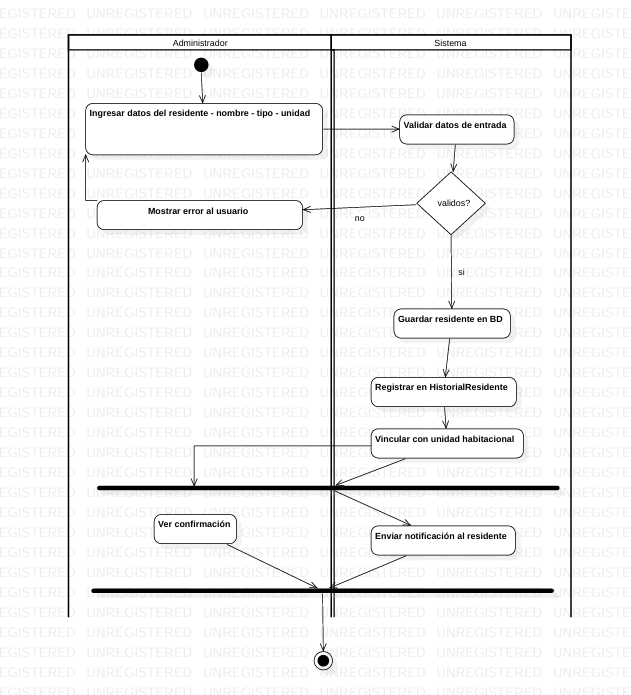 Administrador
Sistema
Ingresar datos del residente - nombre - tipo - unidad
Validar datos de entrada
validos?
Mostrar error al usuario
no
si
Guardar residente en BD
Registrar en HistorialResidente
Vincular con unidad habitacional
Ver confirmación
Enviar notificación al residente
UNREGISTERED